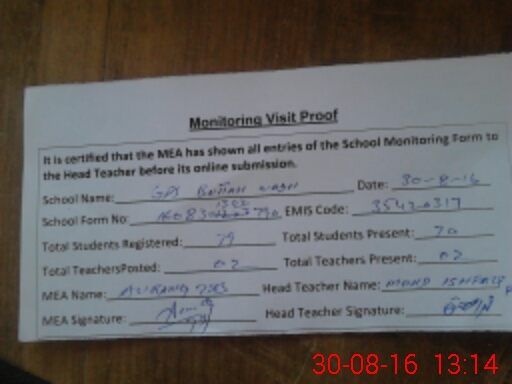 Monitoring Visit Proof
It is certified that the MEA has shown all entries of the School Monitoring Form to
the Head Teacher before its online submission.
School Name: GPS Date: 30-8-16
School Form No: EMIS Code:
Total Students Registered: 79 Total Students Present: 70
Total TeachersPosted: 02 Total Teachers Present: 02
MEA Name: Head Teacher Name:
MEA Signature: Head Teacher Signature:
30-08-16 13:14